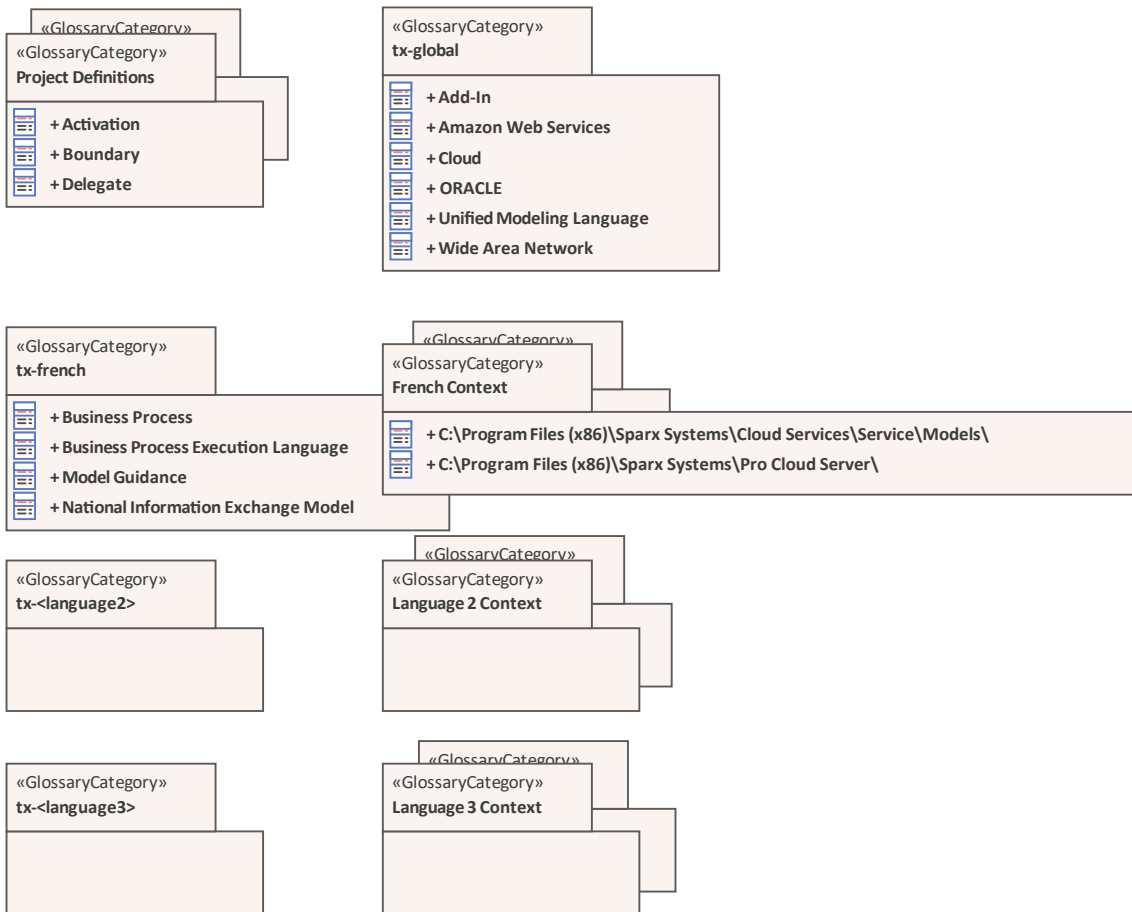 «GlossaryCategory»
«GlossaryCategory»
Project Definitions
+ Activation
+ Boundary
+ Delegate
«GlossaryCategory»
tx-global
+ Add-In
+ Amazon Web Services
+ Cloud
+ ORACLE
+ Unified Modeling Language
+ Wide Area Network
«GlossaryCategory»
tx-french
+ Business Process
+ Business Process Execution Language
+ Model Guidance
+ National Information Exchange Model
«GlossaryCategory»
«GlossaryCategory»
French Context
+ C:\Program Files (x86)\Sparx Systems\Cloud Services\Service\Models\
+ C:\Program Files (x86)\Sparx Systems\Pro Cloud Server\
«GlossaryCategory»
tx-<language2>
«GlossaryCategory»
«GlossaryCategory»
Language 2 Context
«GlossaryCategory»
tx-<language3>
«GlossaryCategory»
«GlossaryCategory»
Language 3 Context